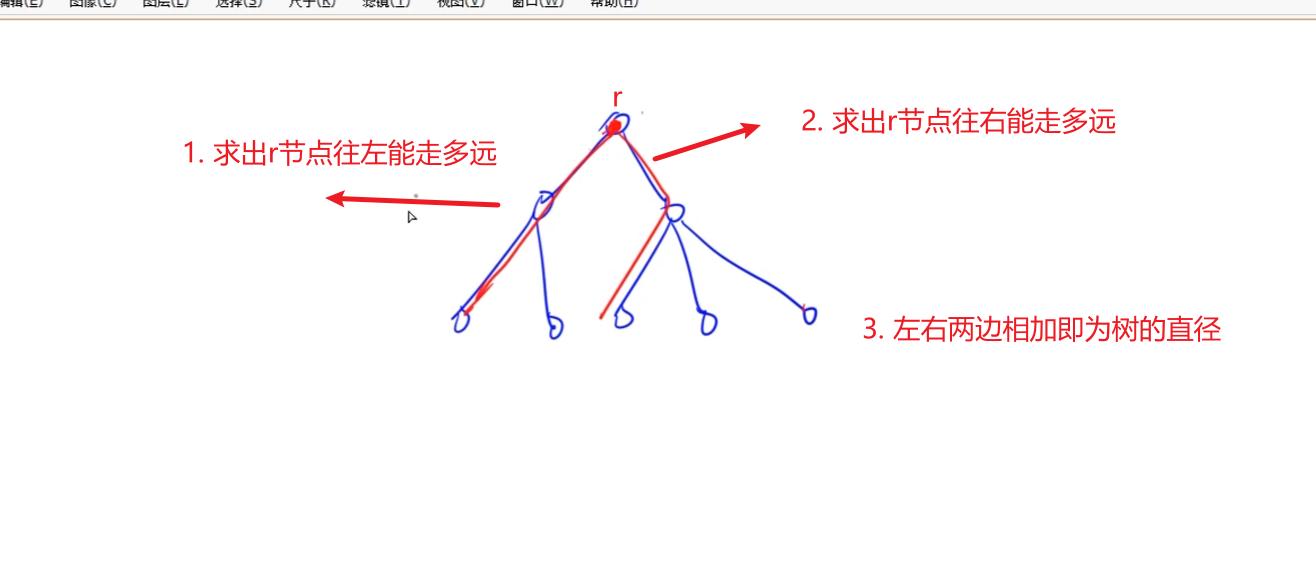 编辑(E) 图像(C) 图层(L) 选择(S) 尺子(R) 滤镜(T) 视图(V) 窗口(W) 帮助(H)
r
2. 求出r节点往右能走多远
1. 求出r节点往左能走多远
3. 左右两边相加即为树的直径